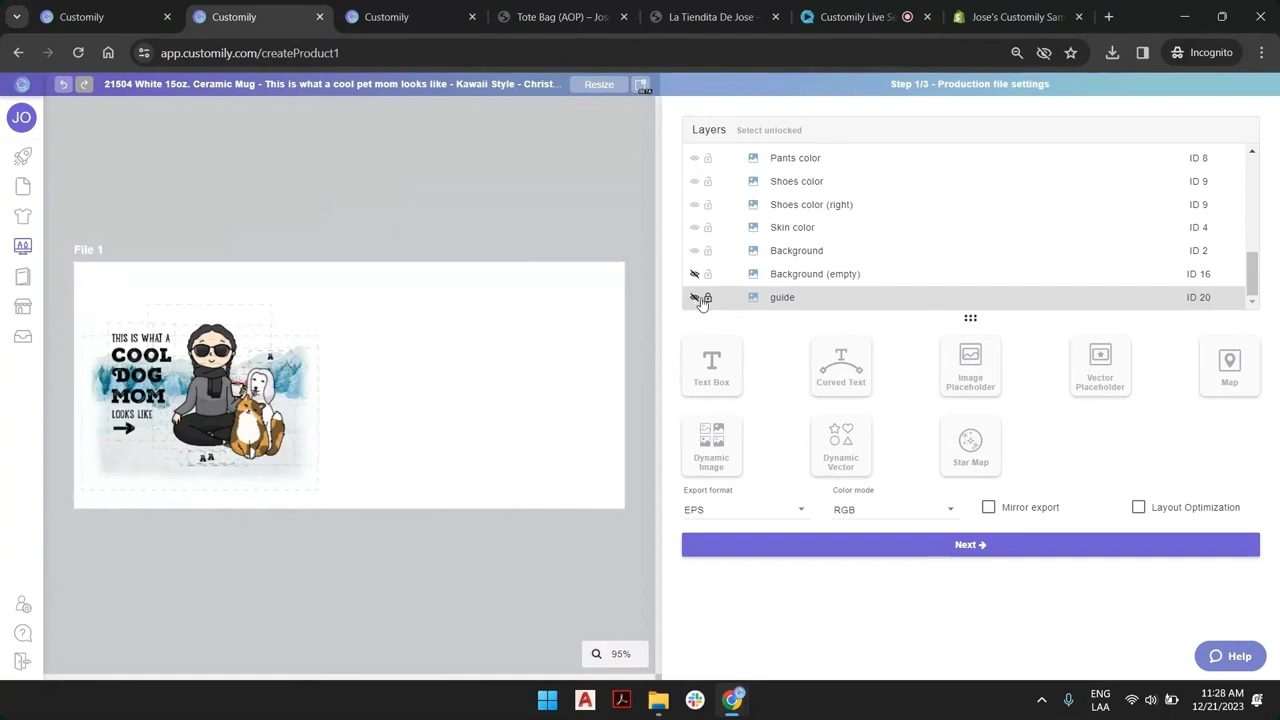 Customily
Customily
Customily
Tote Bag (AOP) – Jos
La Tiendita De Jose –
Customily Live S
Jose's Customily Sam
app.customily.com/createProduct1
Incognito
21504 White 15oz. Ceramic Mug - This is what a cool pet mom looks like - Kawaii Style - Christ...
Resize
BETA
Step 1/3 - Production file settings
JO
Layers
Select unlocked
Pants color
ID 8
Shoes color
ID 9
Shoes color (right)
ID 9
Skin color
ID 4
Background
ID 2
Background (empty)
ID 16
guide
ID 20
File 1
THIS IS WHAT A
COOL
DOG
MOM
LOOKS LIKE
A
A A
Text Box
Curved Text
Image
Placeholder
Vector
Placeholder
Map
Dynamic
Image
Dynamic
Vector
Star Map
Export format
Color mode
EPS
RGB
Mirror export
Layout Optimization
Next
95%
Help
ENG
LAA
11:28 AM
12/21/2023